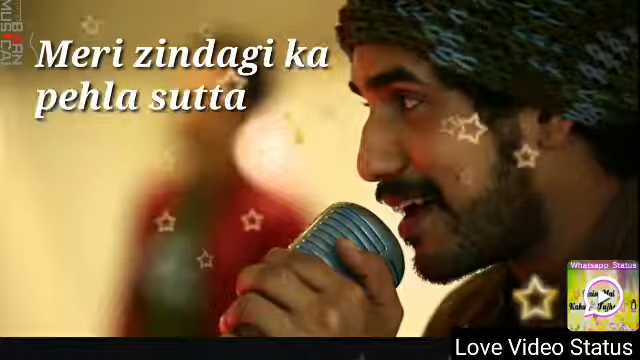 Meri zindagi ka
pehla sutta
Whatsapp Status
Love Video Status